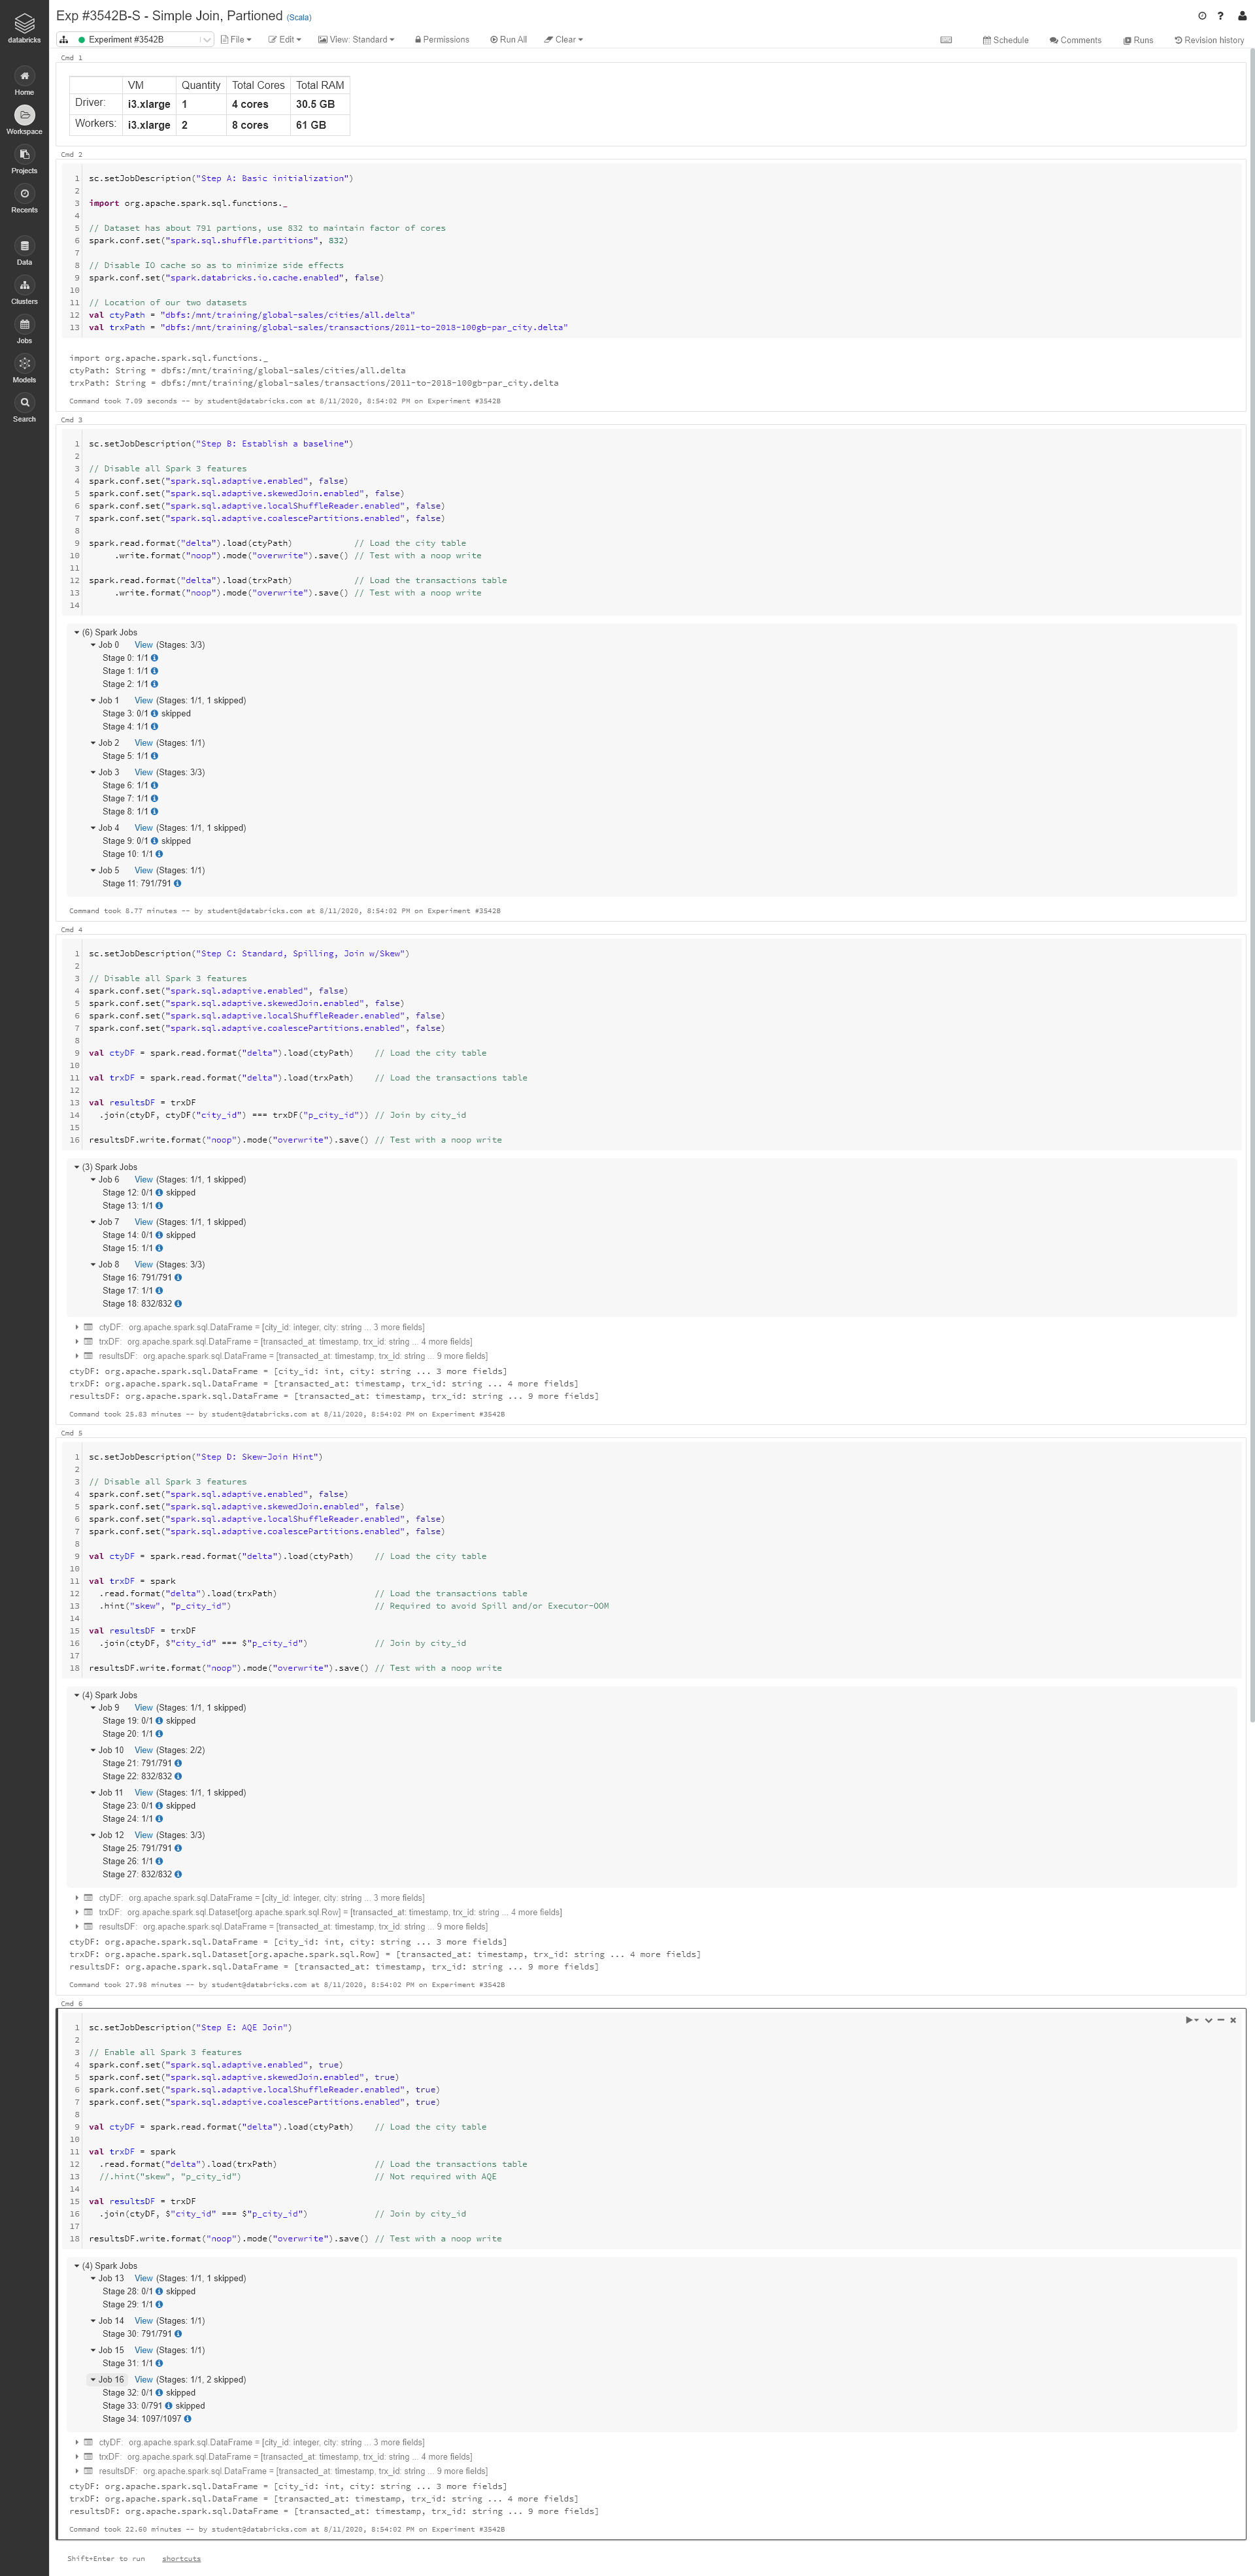 databricks
Home
Workspace
Projects
Recents
Data
Clusters
Jobs
Models
Search
Exp #3542B-S - Simple Join, Partioned (Scala)
Experiment #3542B File Edit View: Standard Permissions Run All Clear Schedule Comments Runs Revision history
Cmd 1
VM Quantity Total Cores Total RAM
Driver: i3.xlarge 1 4 cores 30.5 GB
Workers: i3.xlarge 2 8 cores 61 GB
Cmd 2
1 sc.setJobDescription("Step A: Basic initialization")
2
3 import org.apache.spark.sql.functions._
4
5 // Dataset has about 791 partions, use 832 to maintain factor of cores
6 spark.conf.set("spark.sql.shuffle.partitions", 832)
7
8 // Disable IO cache so as to minimize side effects
9 spark.conf.set("spark.databricks.io.cache.enabled", false)
10
11 // Location of our two datasets
12 val ctyPath = "dbfs:/mnt/training/global-sales/cities/all.delta"
13 val trxPath = "dbfs:/mnt/training/global-sales/transactions/2011-to-2018-100gb-par_city.delta"
import org.apache.spark.sql.functions._
ctyPath: String = dbfs:/mnt/training/global-sales/cities/all.delta
trxPath: String = dbfs:/mnt/training/global-sales/transactions/2011-to-2018-100gb-par_city.delta
Command took 7.09 seconds -- by student@databricks.com at 8/11/2020, 8:54:02 PM on Experiment #3542B
Cmd 3
1 sc.setJobDescription("Step B: Establish a baseline")
2
3 // Disable all Spark 3 features
4 spark.conf.set("spark.sql.adaptive.enabled", false)
5 spark.conf.set("spark.sql.adaptive.skewedJoin.enabled", false)
6 spark.conf.set("spark.sql.adaptive.localShuffleReader.enabled", false)
7 spark.conf.set("spark.sql.adaptive.coalescePartitions.enabled", false)
8
9 spark.read.format("delta").load(ctyPath) // Load the city table
10 .write.format("noop").mode("overwrite").save() // Test with a noop write
11
12 spark.read.format("delta").load(trxPath) // Load the transactions table
13 .write.format("noop").mode("overwrite").save() // Test with a noop write
14
(6) Spark Jobs
Job 0 View (Stages: 3/3)
Stage 0: 1/1
Stage 1: 1/1
Stage 2: 1/1
Job 1 View (Stages: 1/1, 1 skipped)
Stage 3: 0/1 skipped
Stage 4: 1/1
Job 2 View (Stages: 1/1)
Stage 5: 1/1
Job 3 View (Stages: 3/3)
Stage 6: 1/1
Stage 7: 1/1
Stage 8: 1/1
Job 4 View (Stages: 1/1, 1 skipped)
Stage 9: 0/1 skipped
Stage 10: 1/1
Job 5 View (Stages: 1/1)
Stage 11: 791/791
Command took 8.77 minutes -- by student@databricks.com at 8/11/2020, 8:54:02 PM on Experiment #3542B
Cmd 4
1 sc.setJobDescription("Step C: Standard, Spilling, Join w/Skew")
2
3 // Disable all Spark 3 features
4 spark.conf.set("spark.sql.adaptive.enabled", false)
5 spark.conf.set("spark.sql.adaptive.skewedJoin.enabled", false)
6 spark.conf.set("spark.sql.adaptive.localShuffleReader.enabled", false)
7 spark.conf.set("spark.sql.adaptive.coalescePartitions.enabled", false)
8
9 val ctyDF = spark.read.format("delta").load(ctyPath) // Load the city table
10
11 val trxDF = spark.read.format("delta").load(trxPath) // Load the transactions table
12
13 val resultsDF = trxDF
14 .join(ctyDF, ctyDF("city_id") === trxDF("p_city_id")) // Join by city_id
15
16 resultsDF.write.format("noop").mode("overwrite").save() // Test with a noop write
(3) Spark Jobs
Job 6 View (Stages: 1/1, 1 skipped)
Stage 12: 0/1 skipped
Stage 13: 1/1
Job 7 View (Stages: 1/1, 1 skipped)
Stage 14: 0/1 skipped
Stage 15: 1/1
Job 8 View (Stages: 3/3)
Stage 16: 791/791
Stage 17: 1/1
Stage 18: 832/832
ctyDF: org.apache.spark.sql.DataFrame = [city_id: integer, city: string ... 3 more fields]
trxDF: org.apache.spark.sql.DataFrame = [transacted_at: timestamp, trx_id: string ... 4 more fields]
resultsDF: org.apache.spark.sql.DataFrame = [transacted_at: timestamp, trx_id: string ... 9 more fields]
ctyDF: org.apache.spark.sql.DataFrame = [city_id: int, city: string ... 3 more fields]
trxDF: org.apache.spark.sql.DataFrame = [transacted_at: timestamp, trx_id: string ... 4 more fields]
resultsDF: org.apache.spark.sql.DataFrame = [transacted_at: timestamp, trx_id: string ... 9 more fields]
Command took 25.83 minutes -- by student@databricks.com at 8/11/2020, 8:54:02 PM on Experiment #3542B
Cmd 5
1 sc.setJobDescription("Step D: Skew-Join Hint")
2
3 // Disable all Spark 3 features
4 spark.conf.set("spark.sql.adaptive.enabled", false)
5 spark.conf.set("spark.sql.adaptive.skewedJoin.enabled", false)
6 spark.conf.set("spark.sql.adaptive.localShuffleReader.enabled", false)
7 spark.conf.set("spark.sql.adaptive.coalescePartitions.enabled", false)
8
9 val ctyDF = spark.read.format("delta").load(ctyPath) // Load the city table
10
11 val trxDF = spark
12 .read.format("delta").load(trxPath) // Load the transactions table
13 .hint("skew", "p_city_id") // Required to avoid Spill and/or Executor-OOM
14
15 val resultsDF = trxDF
16 .join(ctyDF, $"city_id" === $"p_city_id") // Join by city_id
17
18 resultsDF.write.format("noop").mode("overwrite").save() // Test with a noop write
(4) Spark Jobs
Job 9 View (Stages: 1/1, 1 skipped)
Stage 19: 0/1 skipped
Stage 20: 1/1
Job 10 View (Stages: 2/2)
Stage 21: 791/791
Stage 22: 832/832
Job 11 View (Stages: 1/1, 1 skipped)
Stage 23: 0/1 skipped
Stage 24: 1/1
Job 12 View (Stages: 3/3)
Stage 25: 791/791
Stage 26: 1/1
Stage 27: 832/832
ctyDF: org.apache.spark.sql.DataFrame = [city_id: integer, city: string ... 3 more fields]
trxDF: org.apache.spark.sql.Dataset[org.apache.spark.sql.Row] = [transacted_at: timestamp, trx_id: string ... 4 more fields]
resultsDF: org.apache.spark.sql.DataFrame = [transacted_at: timestamp, trx_id: string ... 9 more fields]
ctyDF: org.apache.spark.sql.DataFrame = [city_id: int, city: string ... 3 more fields]
trxDF: org.apache.spark.sql.Dataset[org.apache.spark.sql.Row] = [transacted_at: timestamp, trx_id: string ... 4 more fields]
resultsDF: org.apache.spark.sql.DataFrame = [transacted_at: timestamp, trx_id: string ... 9 more fields]
Command took 27.98 minutes -- by student@databricks.com at 8/11/2020, 8:54:02 PM on Experiment #3542B
Cmd 6
1 sc.setJobDescription("Step E: AQE Join")
2
3 // Enable all Spark 3 features
4 spark.conf.set("spark.sql.adaptive.enabled", true)
5 spark.conf.set("spark.sql.adaptive.skewedJoin.enabled", true)
6 spark.conf.set("spark.sql.adaptive.localShuffleReader.enabled", true)
7 spark.conf.set("spark.sql.adaptive.coalescePartitions.enabled", true)
8
9 val ctyDF = spark.read.format("delta").load(ctyPath) // Load the city table
10
11 val trxDF = spark
12 .read.format("delta").load(trxPath) // Load the transactions table
13 //.hint("skew", "p_city_id") // Not required with AQE
14
15 val resultsDF = trxDF
16 .join(ctyDF, $"city_id" === $"p_city_id") // Join by city_id
17
18 resultsDF.write.format("noop").mode("overwrite").save() // Test with a noop write
(4) Spark Jobs
Job 13 View (Stages: 1/1, 1 skipped)
Stage 28: 0/1 skipped
Stage 29: 1/1
Job 14 View (Stages: 1/1)
Stage 30: 791/791
Job 15 View (Stages: 1/1)
Stage 31: 1/1
Job 16 View (Stages: 1/1, 2 skipped)
Stage 32: 0/1 skipped
Stage 33: 0/791 skipped
Stage 34: 1097/1097
ctyDF: org.apache.spark.sql.DataFrame = [city_id: integer, city: string ... 3 more fields]
trxDF: org.apache.spark.sql.DataFrame = [transacted_at: timestamp, trx_id: string ... 4 more fields]
resultsDF: org.apache.spark.sql.DataFrame = [transacted_at: timestamp, trx_id: string ... 9 more fields]
ctyDF: org.apache.spark.sql.DataFrame = [city_id: int, city: string ... 3 more fields]
trxDF: org.apache.spark.sql.DataFrame = [transacted_at: timestamp, trx_id: string ... 4 more fields]
resultsDF: org.apache.spark.sql.DataFrame = [transacted_at: timestamp, trx_id: string ... 9 more fields]
Command took 22.60 minutes -- by student@databricks.com at 8/11/2020, 8:54:02 PM on Experiment #3542B
Shift+Enter to run shortcuts